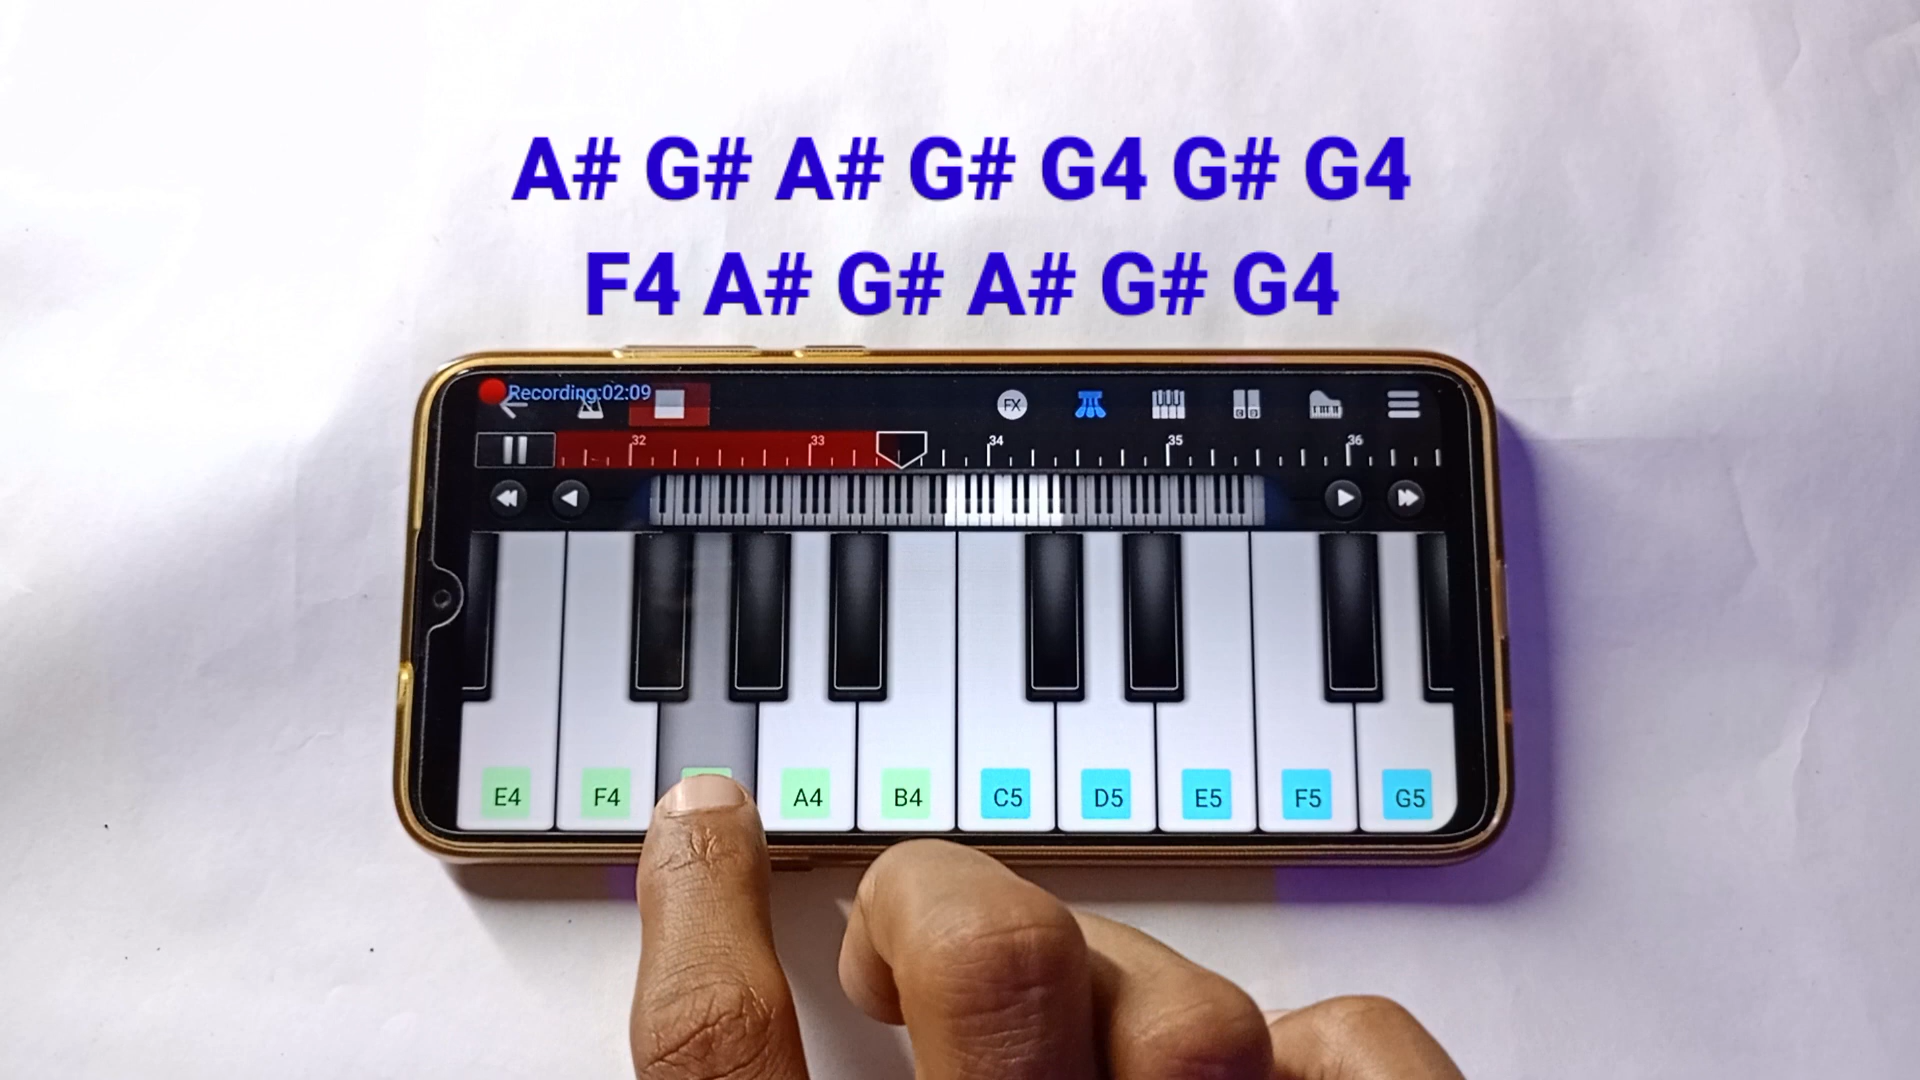 A# G# A# G# G4 G# G4
F4 A# G# A# G# G4
Recording:02:09
FX
32 33 34 35 36
E4 F4 A4 B4 C5 D5 E5 F5 G5